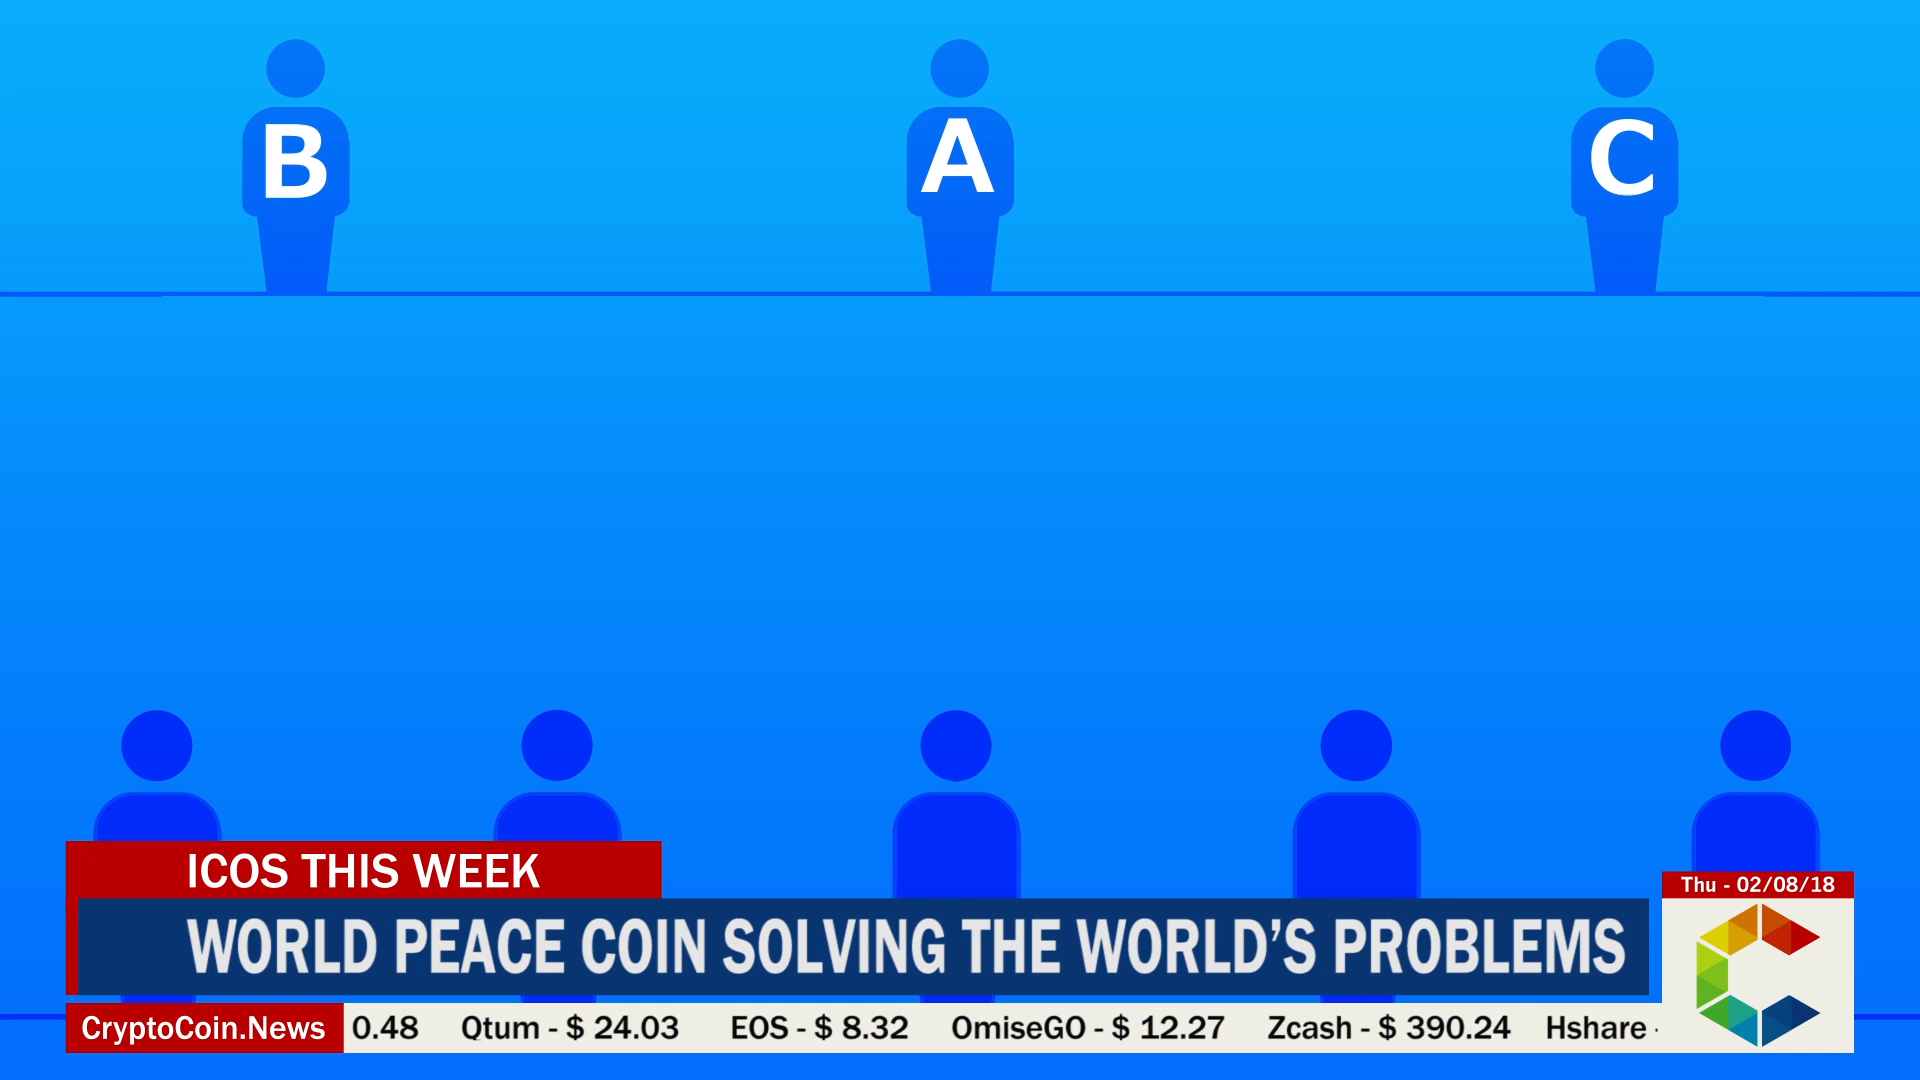 B A C
ICOS THIS WEEK
Thu - 02/08/18
WORLD PEACE COIN SOLVING THE WORLD’S PROBLEMS
CryptoCoin.News 0.48 Qtum - $ 24.03 EOS - $ 8.32 OmiseGO - $ 12.27 Zcash - $ 390.24 Hshare -